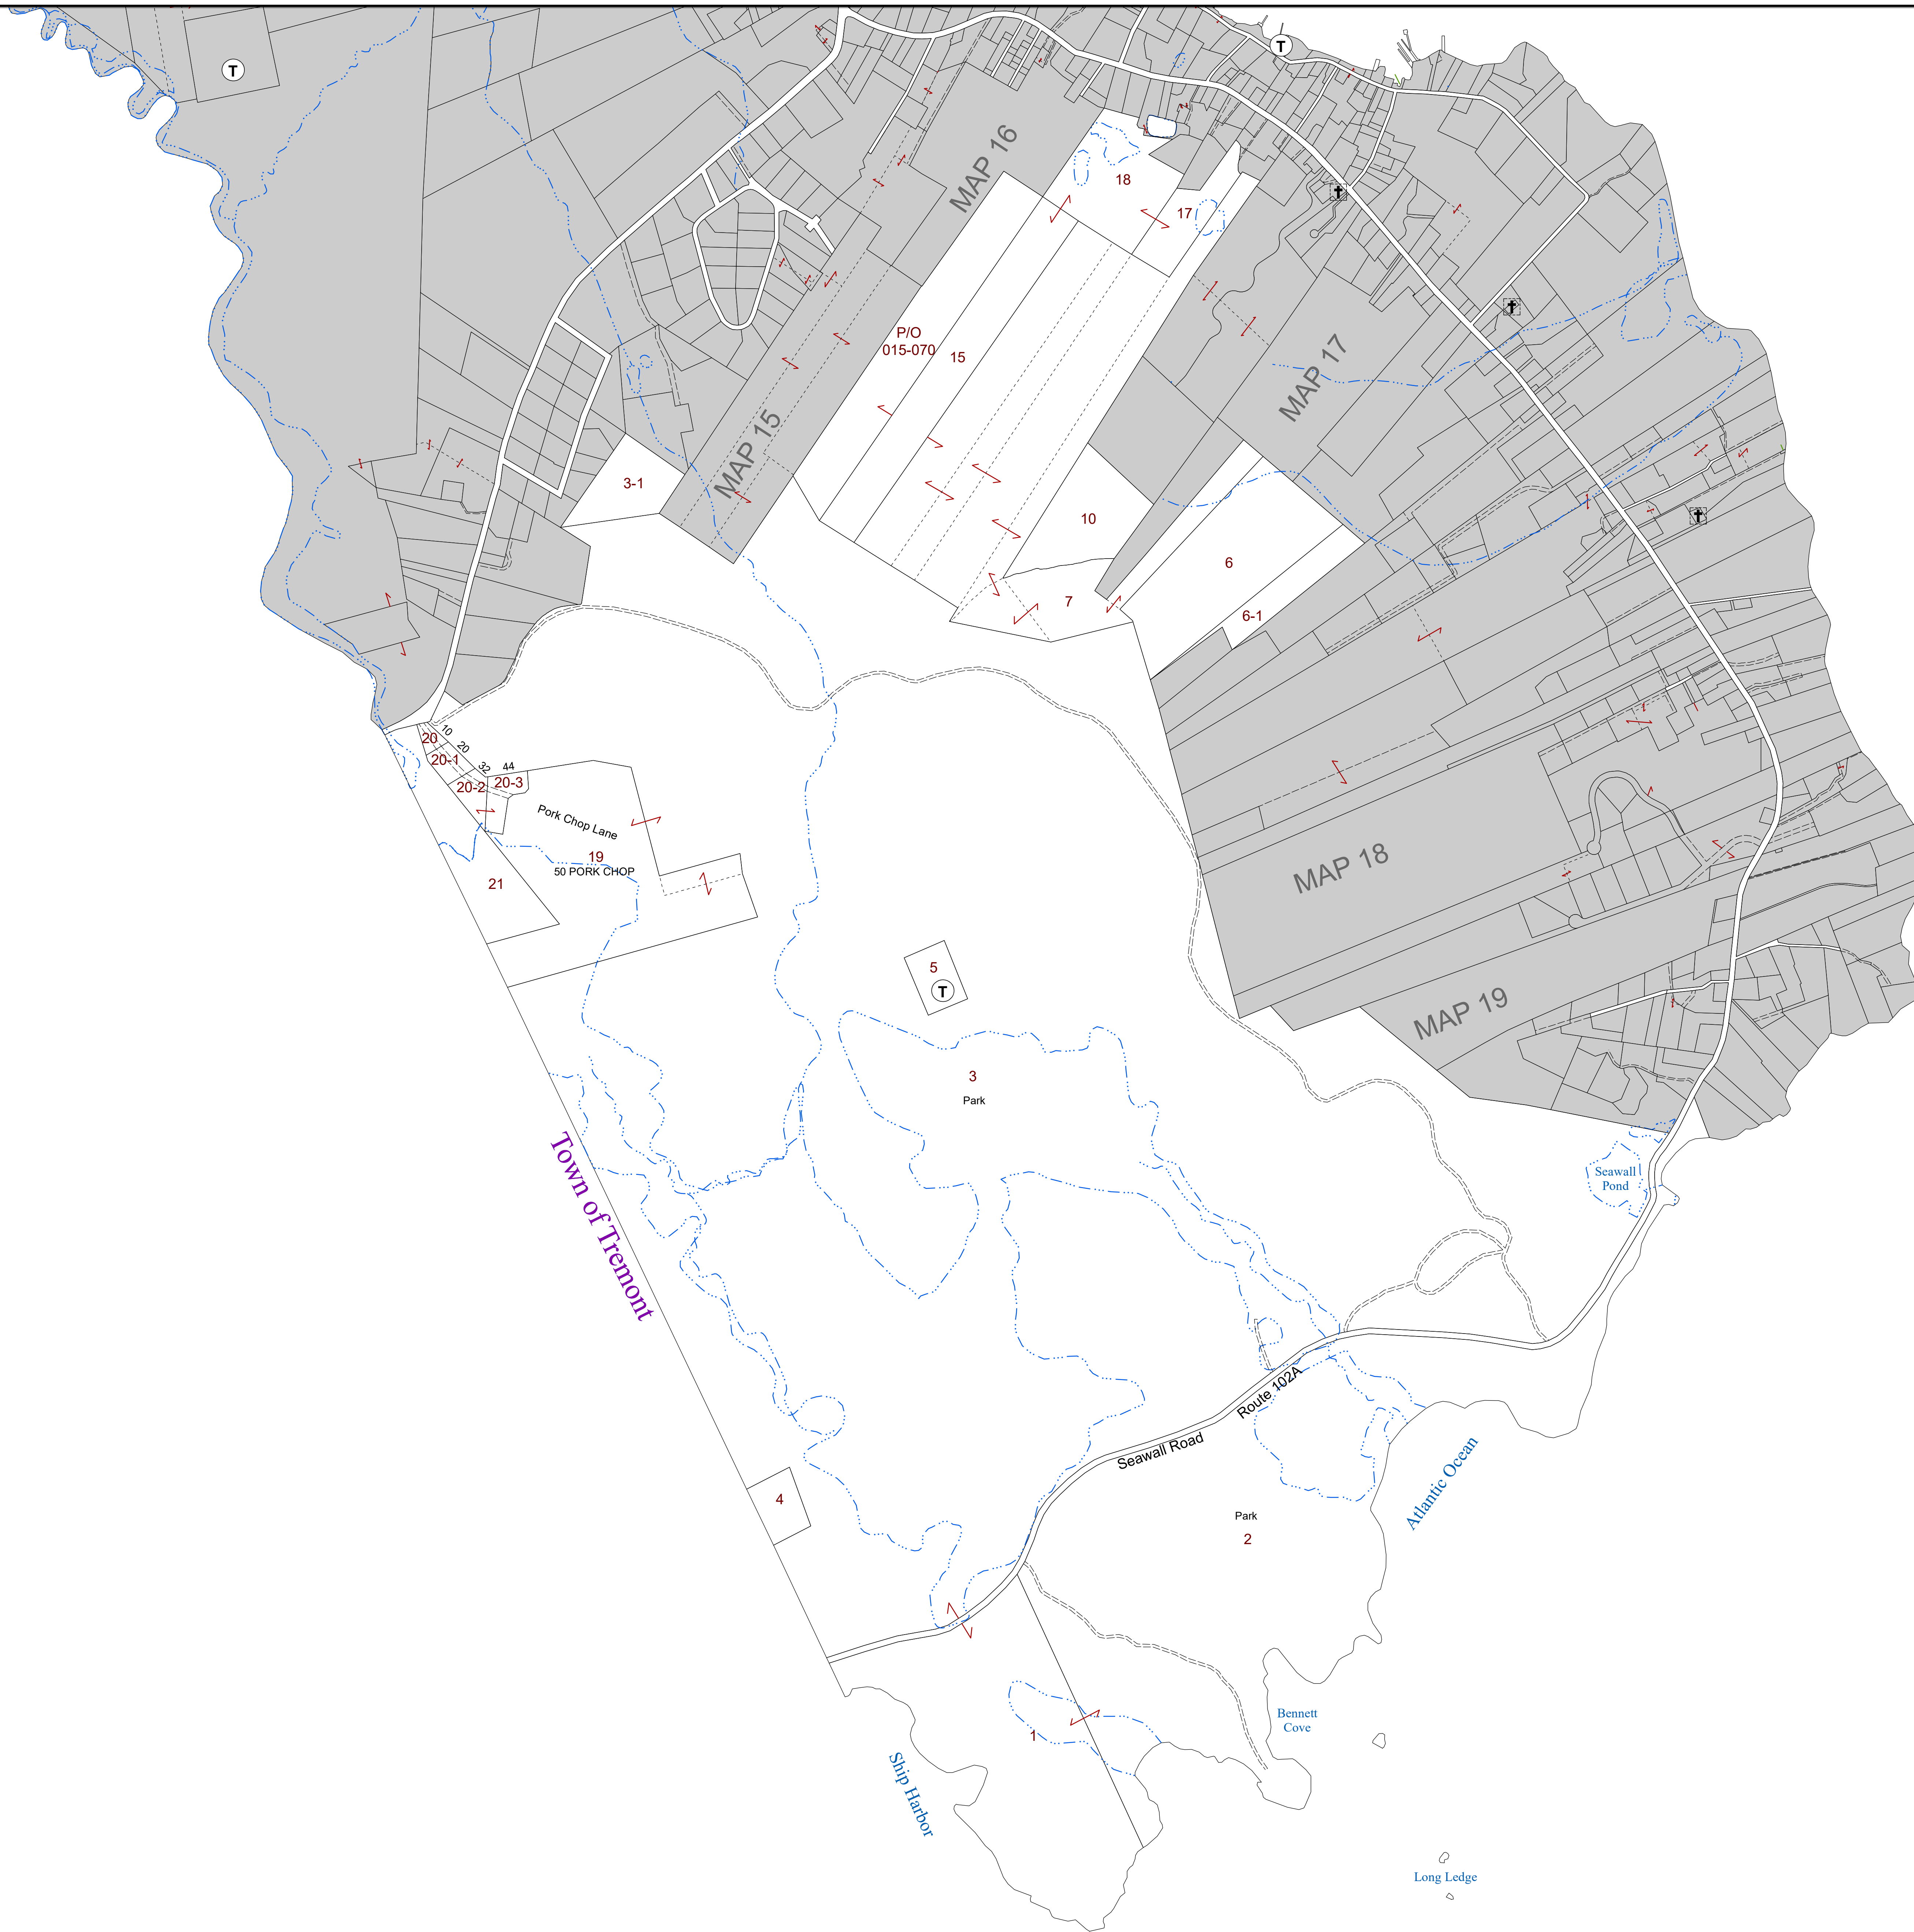 T
T
MAP 16
18
17
P/O
015-070
15
MAP 17
MAP 15
3-1
10
6
7
6-1
20
10
20
20-1
32
44
20-2
20-3
Pork Chop Lane
19
50 PORK CHOP
21
MAP 18
5
T
MAP 19
3
Park
Town of Tremont
Seawall
Pond
Route 102A
Seawall Road
Atlantic Ocean
4
Park
2
1
Bennett
Cove
Ship Harbor
Long Ledge